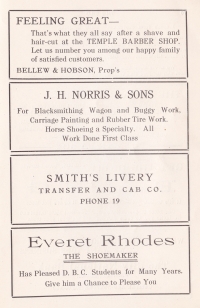 FEELING GREAT—
That's what they all say after a shave and
hair-cut at the TEMPLE BARBER SHOP.
Let us number you among our happy family
of satisfied customers.
BELLEW & HOBSON, Prop's
J. H. NORRIS & SONS
For Blacksmithing Wagon and Buggy Work,
Carriage Painting and Rubber Tire Work.
Horse Shoeing a Specialty. All
Work Done First Class
SMITH'S LIVERY
TRANSFER AND CAB CO.
PHONE 19
Everet Rhodes
THE SHOEMAKER
Has Pleased D. R. C. Students for Many Years.
Give him a Chance to Please You